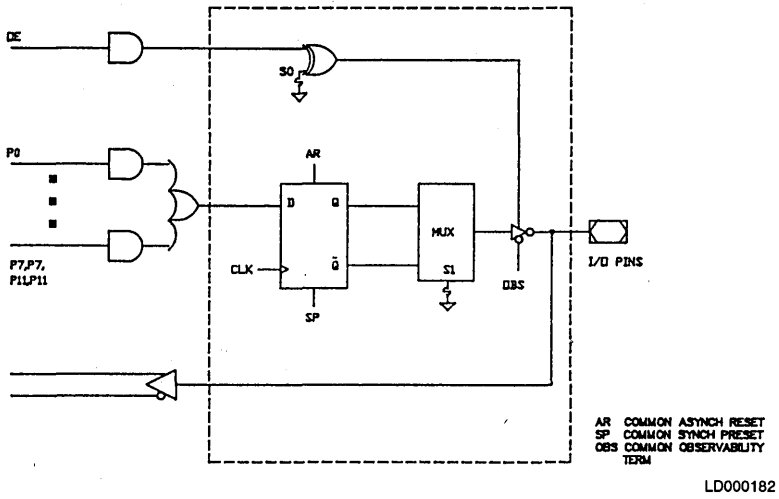 OE
S0
P0
AR
D Q
MUX
CLK
Q̄
S1
I/O PINS
P7,P7,
P11,P11
OBS
SP
AR COMMON ASYNCH RESET
SP COMMON SYNCH PRESET
OBS COMMON OBSERVABILITY
TERM
LD000182